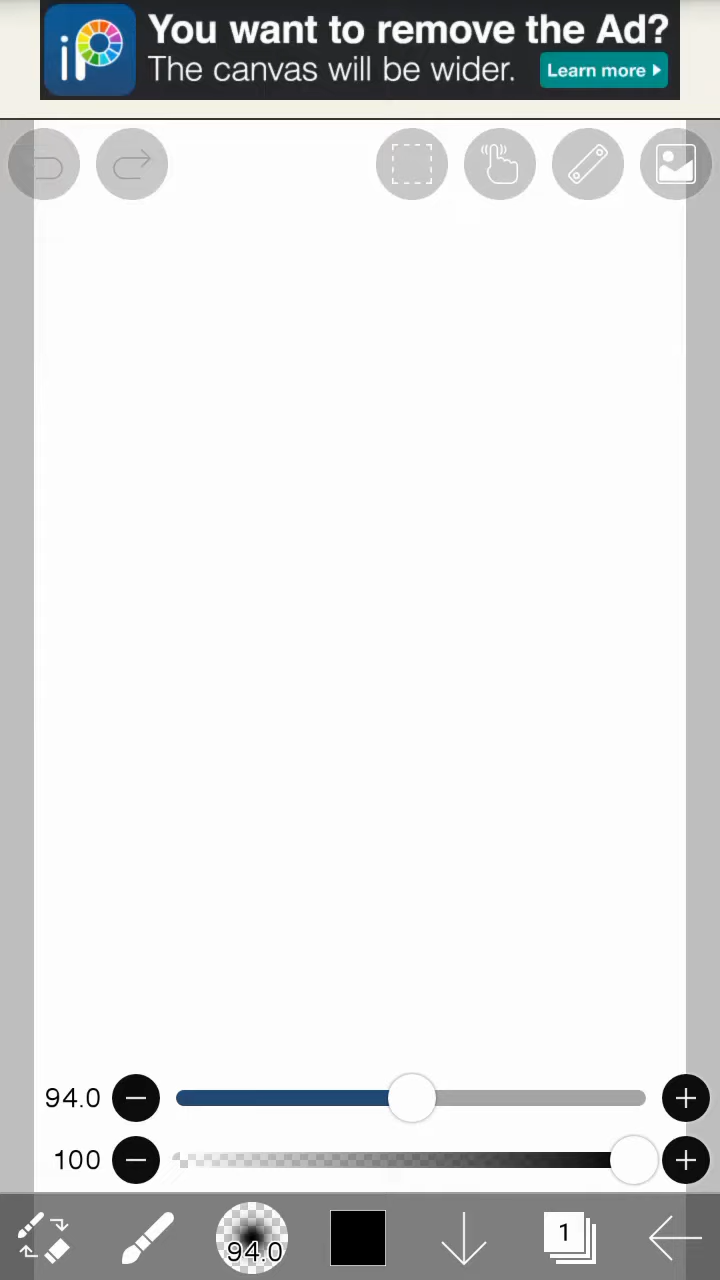 iP
You want to remove the Ad?
The canvas will be wider.
Learn more
94.0
100
94.0
1